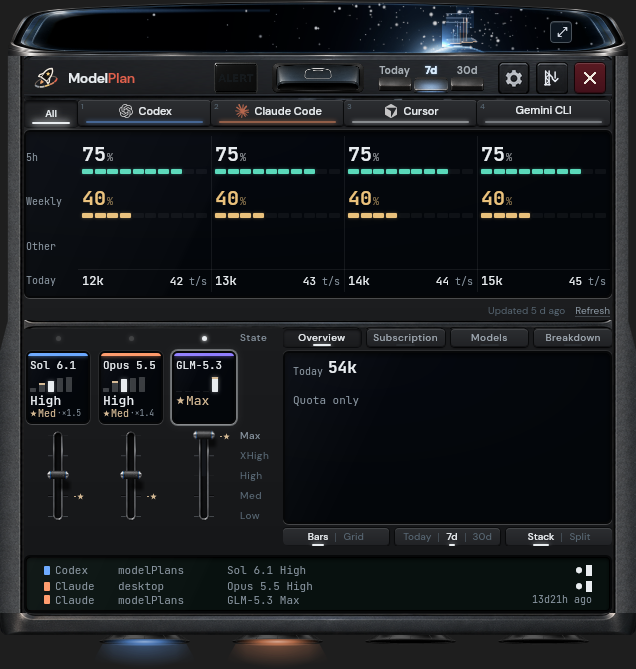 ModelPlan
ALERT
Today 7d 30d
All
1 Codex
2 Claude Code
3 Cursor
4 Gemini CLI
5h 75% 75% 75% 75%
Weekly 40% 40% 40% 40%
Other
Today 12k 42 t/s 13k 43 t/s 14k 44 t/s 15k 45 t/s
Updated 5 d ago Refresh
State
Overview Subscription Models Breakdown
Sol 6.1
High
★Med·×1.5
Opus 5.5
High
★Med·×1.4
GLM-5.3
★Max
Max
XHigh
High
Med
Low
Today 54k
Quota only
Bars | Grid
Today | 7d | 30d
Stack | Split
Codex modelPlans Sol 6.1 High
Claude desktop Opus 5.5 High
Claude modelPlans GLM-5.3 Max 13d21h ago